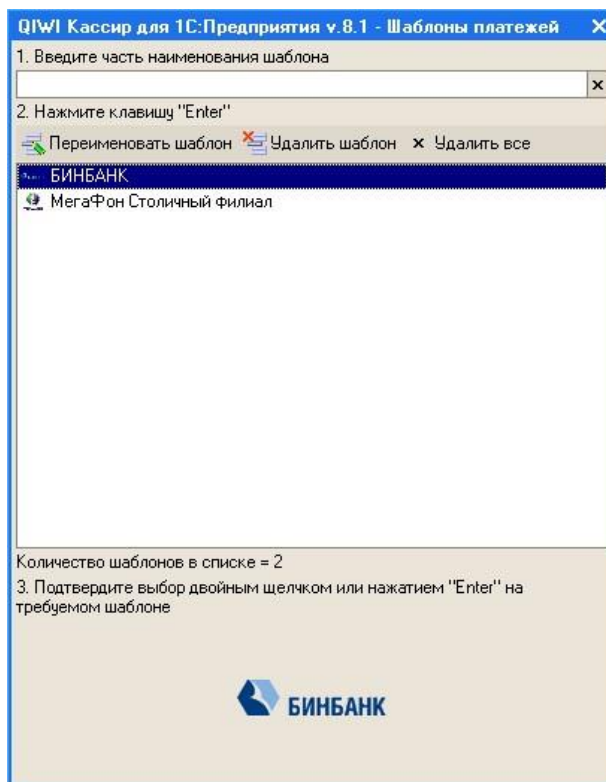 QIWI Кассир для 1С:Предприятия v.8.1 - Шаблоны платежей
1. Введите часть наименования шаблона
2. Нажмите клавишу "Enter"
Переименовать шаблон Удалить шаблон Удалить все
БИНБАНК
МегаФон Столичный филиал
Количество шаблонов в списке = 2
3. Подтвердите выбор двойным щелчком или нажатием "Enter" на
требуемом шаблоне
БИНБАНК